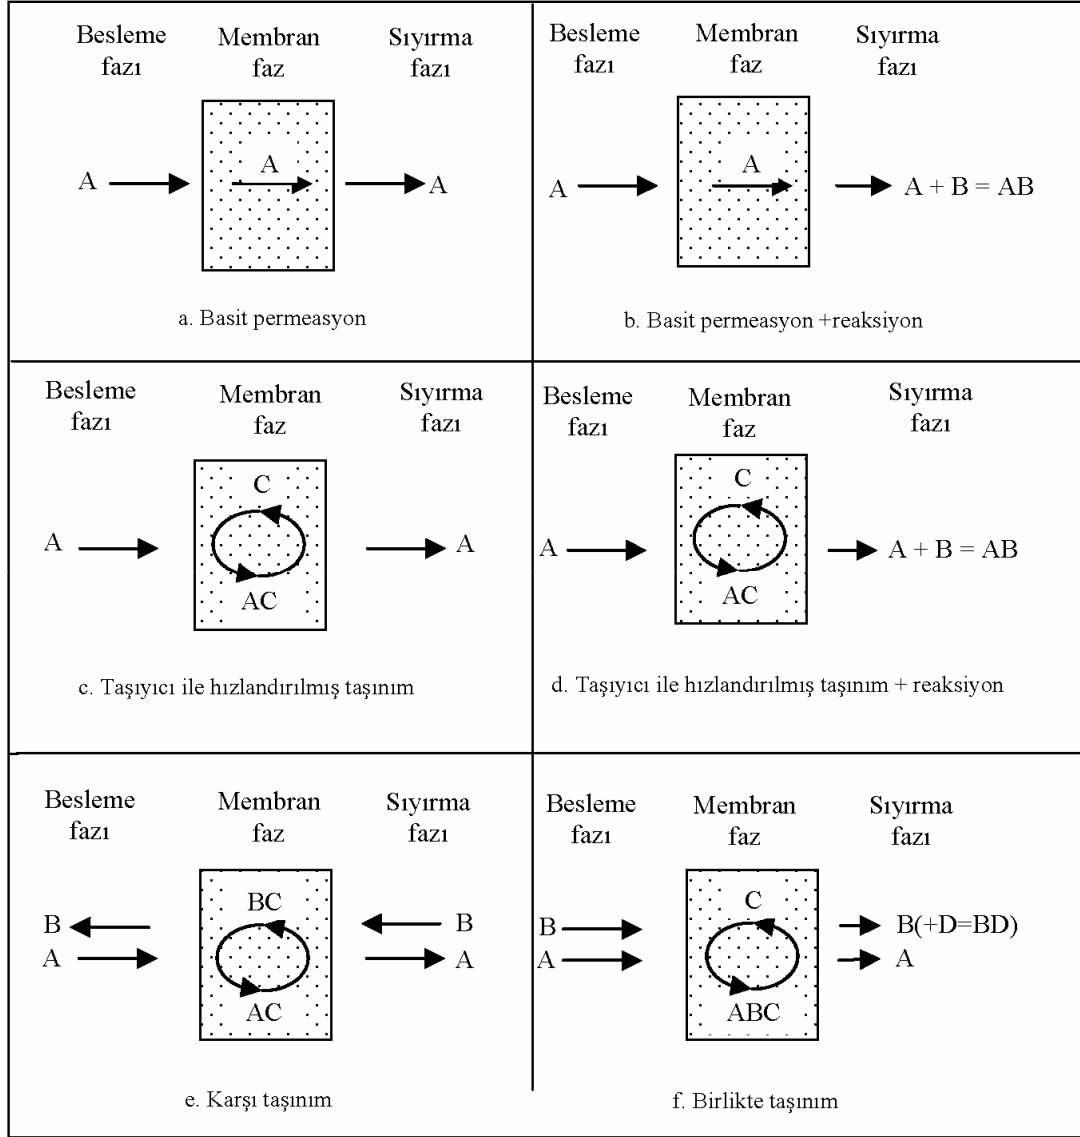 Besleme fazı
Membran faz
Sıyırma fazı
A
A
A
a. Basit permeasyon
Besleme fazı
Membran faz
Sıyırma fazı
A
A
A + B = AB
b. Basit permeasyon +reaksiyon
Besleme fazı
Membran faz
Sıyırma fazı
A
C
AC
A
c. Taşıyıcı ile hızlandırılmış taşınım
Besleme fazı
Membran faz
Sıyırma fazı
A
C
AC
A + B = AB
d. Taşıyıcı ile hızlandırılmış taşınım + reaksiyon
Besleme fazı
Membran faz
Sıyırma fazı
B
A
BC
AC
B
A
e. Karşı taşınım
Besleme fazı
Membran faz
Sıyırma fazı
B
A
C
ABC
B(+D=BD)
A
f. Birlikte taşınım